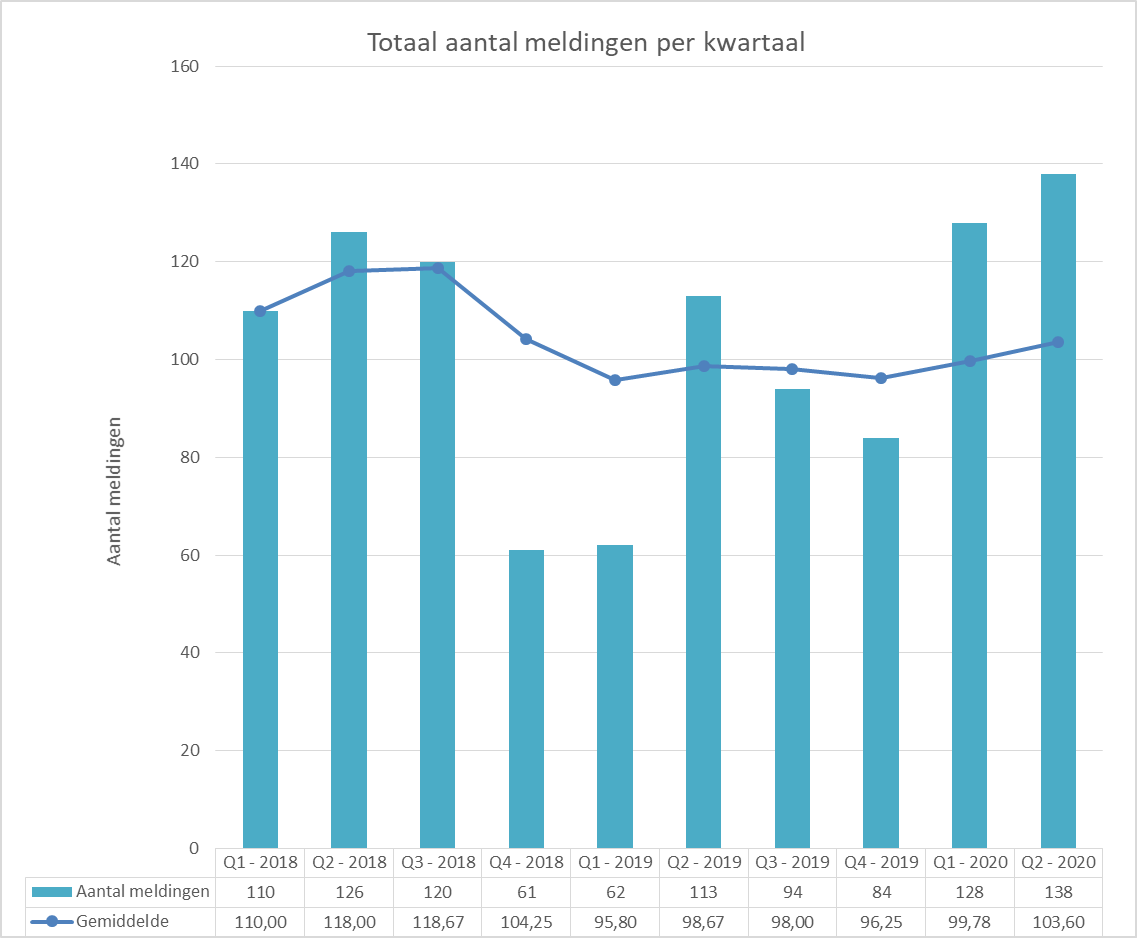 Totaal aantal meldingen per kwartaal
160
140
120
100
80
60
40
20
0
Aantal meldingen
Q1 - 2018 Q2 - 2018 Q3 - 2018 Q4 - 2018 Q1 - 2019 Q2 - 2019 Q3 - 2019 Q4 - 2019 Q1 - 2020 Q2 - 2020
Aantal meldingen 110 126 120 61 62 113 94 84 128 138
Gemiddelde 110,00 118,00 118,67 104,25 95,80 98,67 98,00 96,25 99,78 103,60